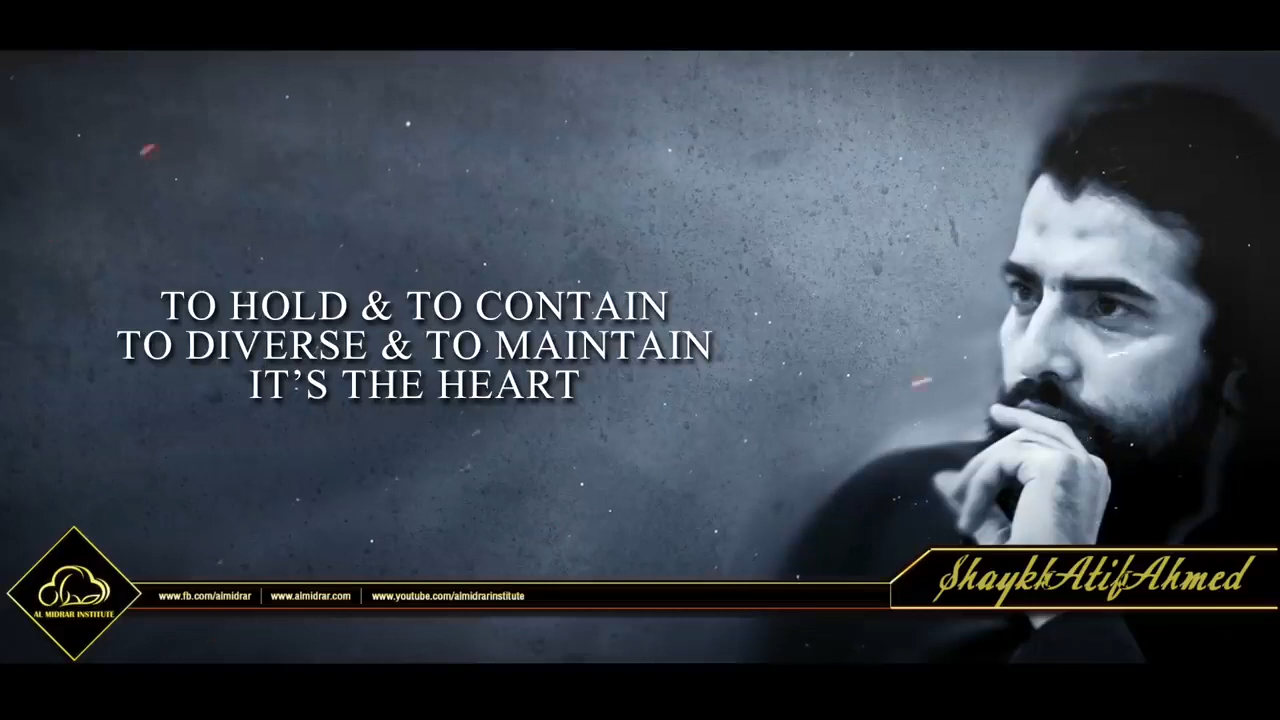 TO HOLD & TO CONTAIN
TO DIVERSE & TO MAINTAIN
IT’S THE HEART
AL MIDRAR INSTITUTE
www.fb.com/almidrar
www.almidrar.com
www.youtube.com/almidrarinstitute
ShaykhAtifAhmed